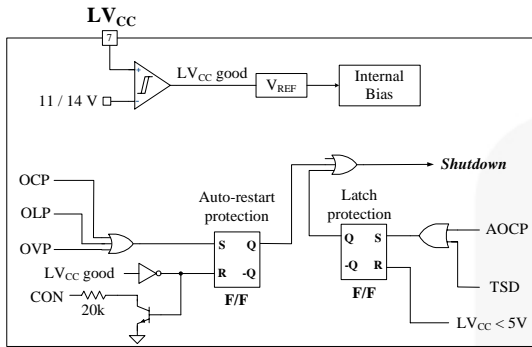 LVCC
7
LVCC good
11 / 14 V
+
-
VREF
Internal
Bias
Shutdown
OCP
OLP
OVP
Auto-restart
protection
Latch
protection
S Q
R -Q
F/F
Q S
-Q R
F/F
AOCP
TSD
LVCC good
CON
20k
LVCC < 5V